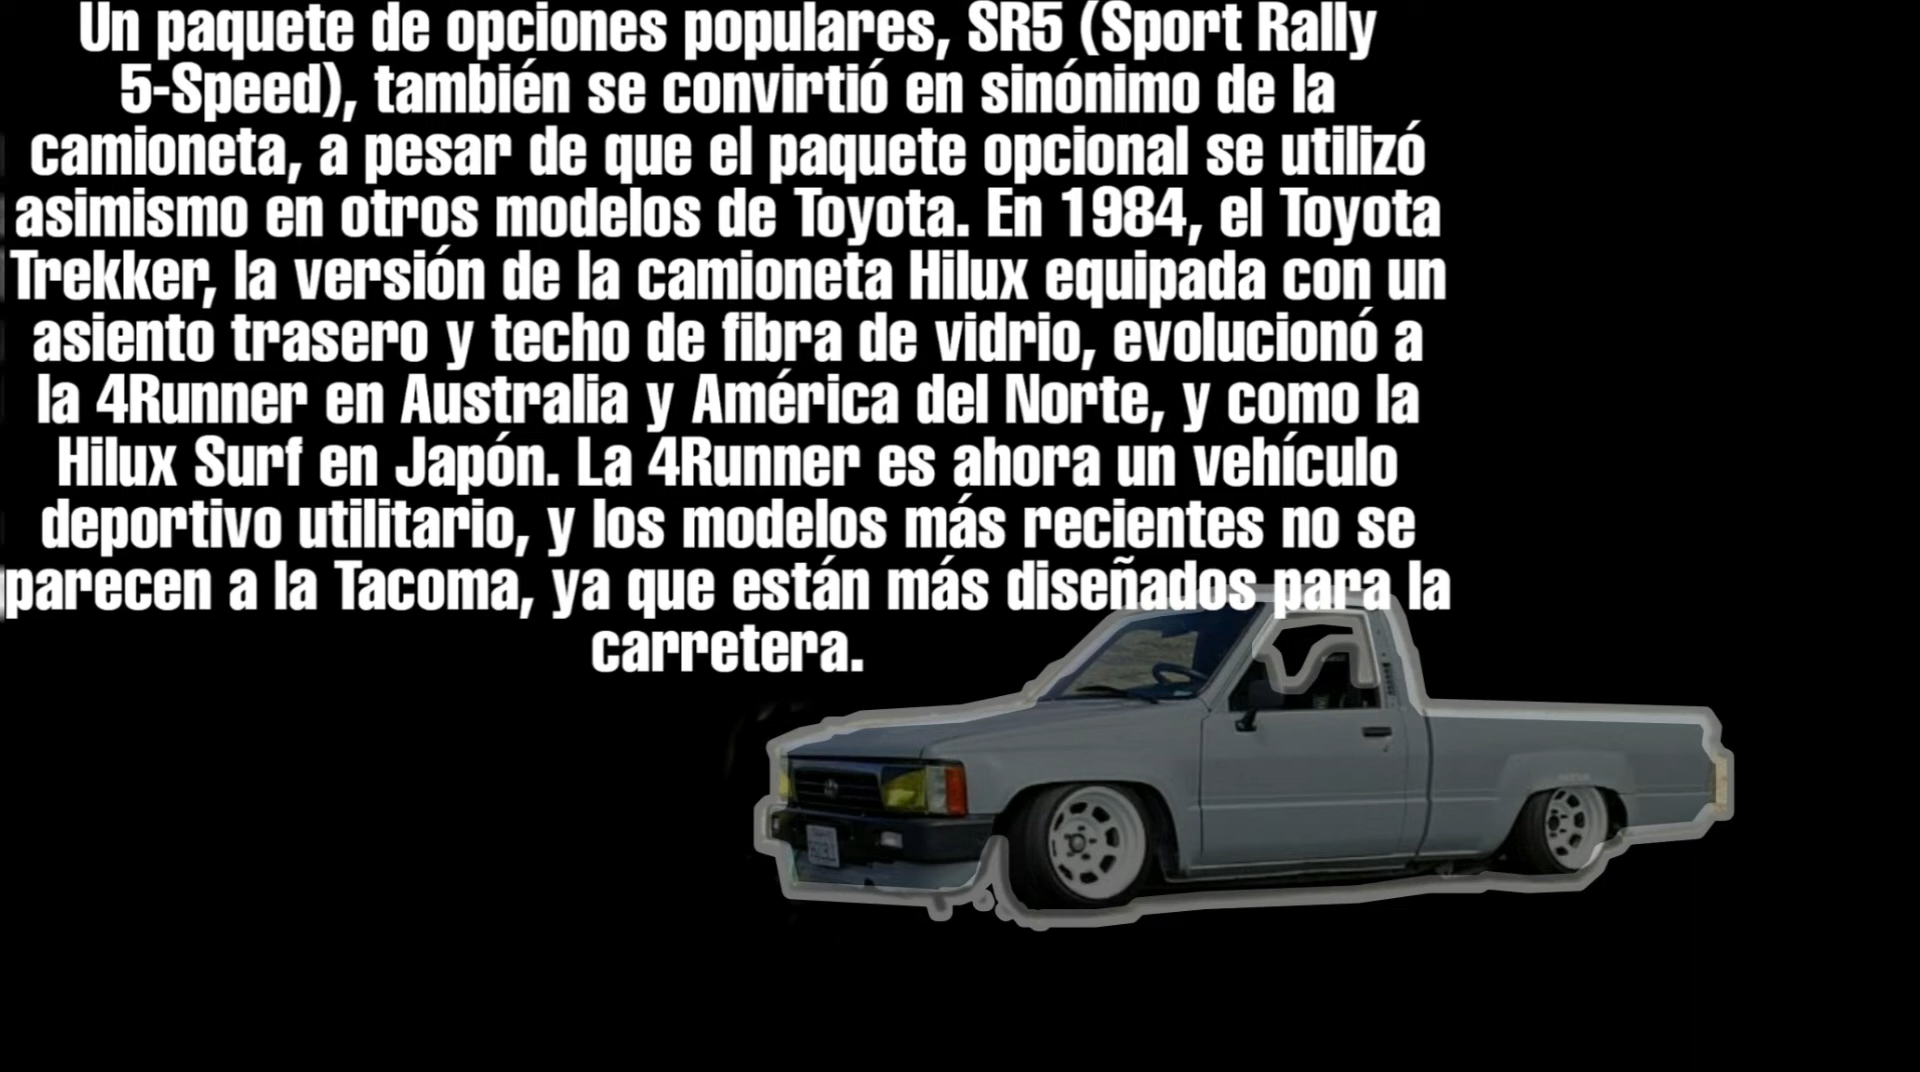 Un paquete de opciones populares, SR5 (Sport Rally
5-Speed), también se convirtió en sinónimo de la
camioneta, a pesar de que el paquete opcional se utilizó
asimismo en otros modelos de Toyota. En 1984, el Toyota
Trekker, la versión de la camioneta Hilux equipada con un
asiento trasero y techo de fibra de vidrio, evolucionó a
la 4Runner en Australia y América del Norte, y como la
Hilux Surf en Japón. La 4Runner es ahora un vehículo
deportivo utilitario, y los modelos más recientes no se
parecen a la Tacoma, ya que están más diseñados para la
carretera.